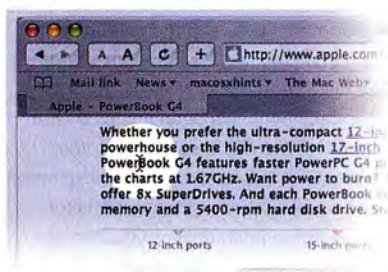 A A C + http://www.apple.com/
Mail link News macosxhints The Mac Web
Apple - PowerBook G4
Whether you prefer the ultra-compact 12-in
powerhouse or the high-resolution 17-inch
PowerBook G4 features faster PowerPC G4 p
the charts at 1.67GHz. Want power to burn?
offer 8x SuperDrives. And each PowerBook
memory and a 5400-rpm hard disk drive.
12-inch ports 15-inch ports